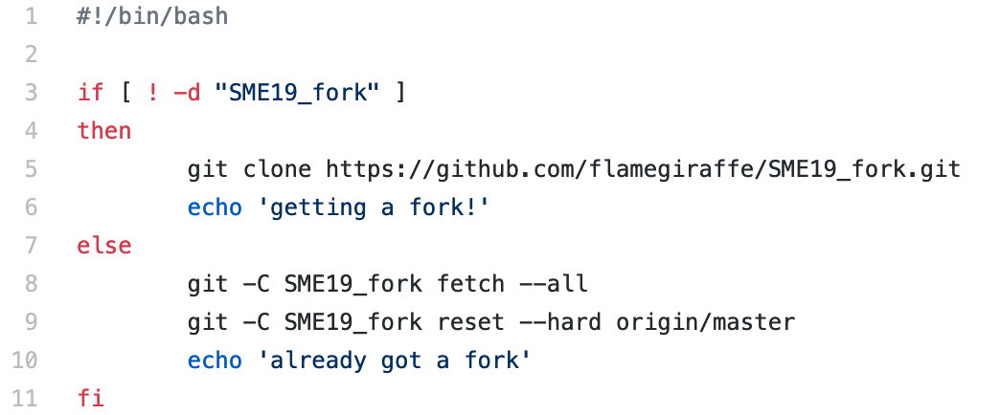 1 #!/bin/bash
2
3 if [ ! -d "SME19_fork" ]
4 then
5 git clone https://github.com/flamegiraffe/SME19_fork.git
6 echo 'getting a fork!'
7 else
8 git -C SME19_fork fetch --all
9 git -C SME19_fork reset --hard origin/master
10 echo 'already got a fork'
11 fi